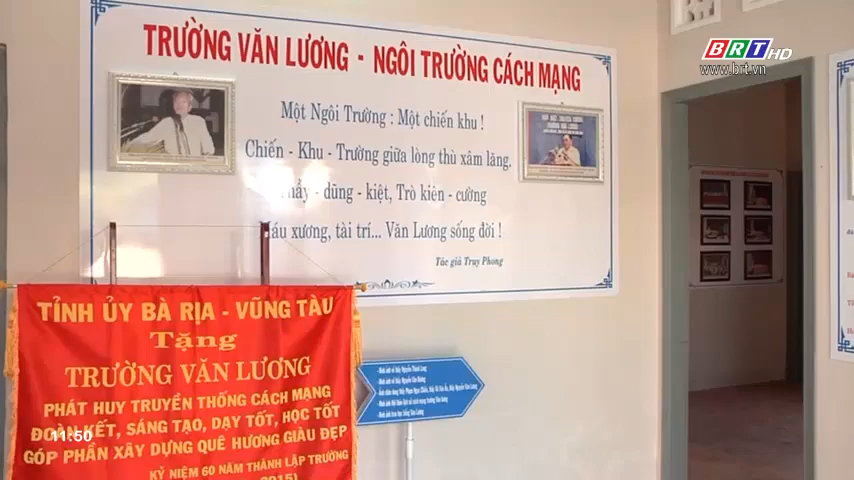 BRT HD
www.brt.vn
TRƯỜNG VĂN LƯƠNG - NGÔI TRƯỜNG CÁCH MẠNG
Một Ngôi Trường : Một chiến khu !
Chiến - Khu - Trường giữa lòng thù xâm lăng.
- dũng - kiệt, Trò kiên - cường
xương, tài trí... Văn Lương sống đời !
Tác giả Truy Phong
TỈNH ỦY BÀ RỊA - VŨNG TÀU
Tặng
TRƯỜNG VĂN LƯƠNG
PHÁT HUY TRUYỀN THỐNG CÁCH MẠNG
ĐOÀN KẾT, SÁNG TẠO, DẠY TỐT, HỌC TỐT
GÓP PHẦN XÂY DỰNG QUÊ HƯƠNG GIÀU ĐẸP
KỶ NIỆM 60 NĂM THÀNH LẬP TRƯỜNG
2015)
11:50